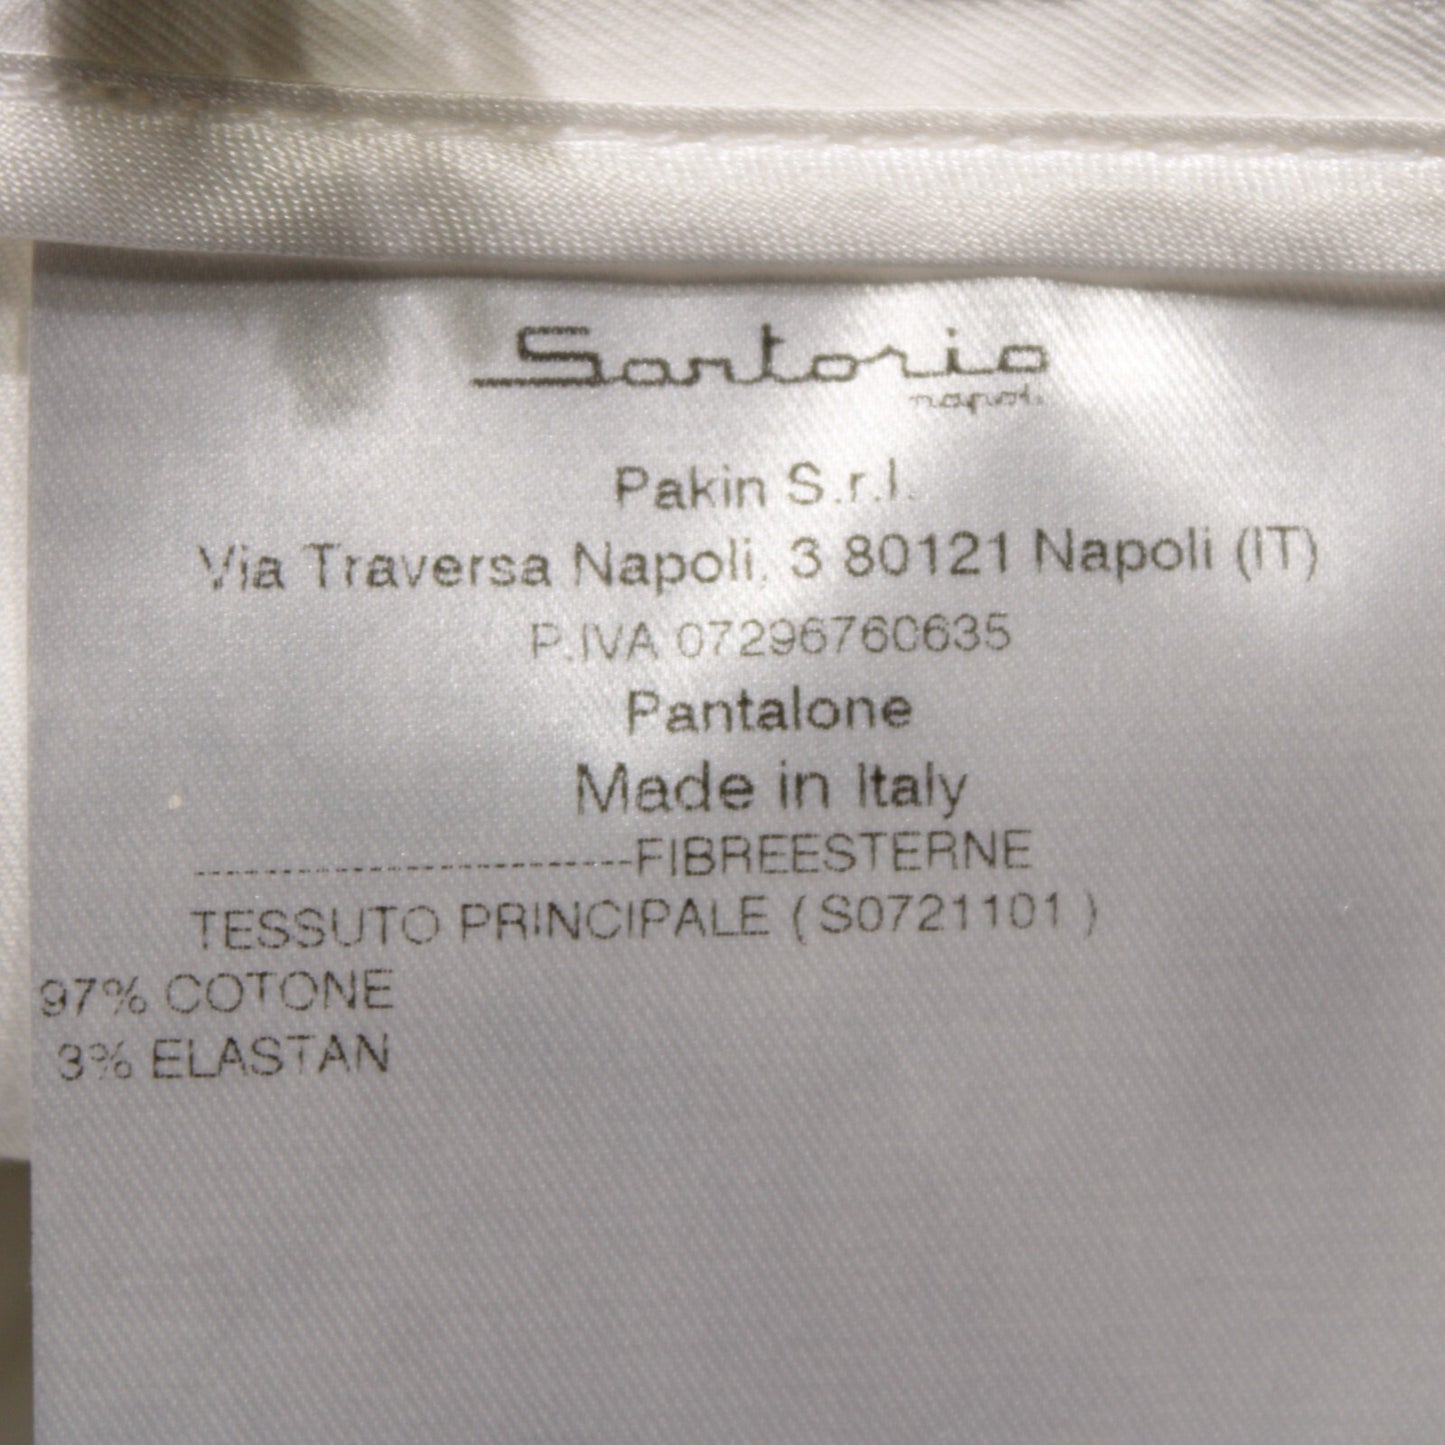 Sartorio
napoli
Pakin S.r.l.
Via Traversa Napoli, 3 80121 Napoli (IT)
P.IVA 07296760635
Pantalone
Made in Italy
--------------------------FIBREESTERNE
TESSUTO PRINCIPALE ( S0721101 )
97% COTONE
3% ELASTAN